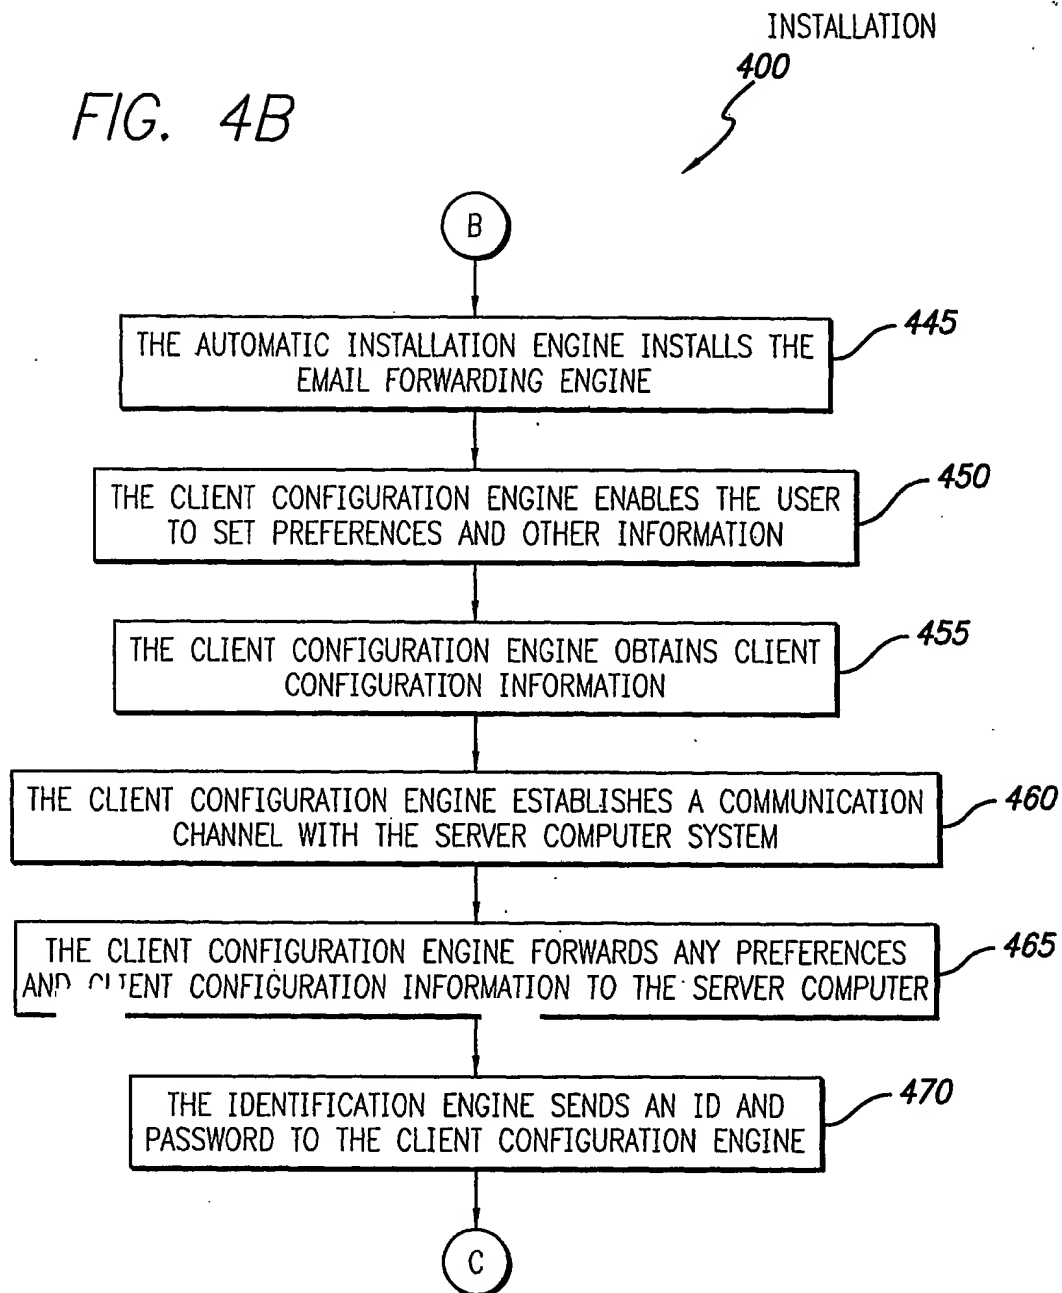 INSTALLATION
400
FIG. 4B
B
THE AUTOMATIC INSTALLATION ENGINE INSTALLS THE
EMAIL FORWARDING ENGINE
445
THE CLIENT CONFIGURATION ENGINE ENABLES THE USER
TO SET PREFERENCES AND OTHER INFORMATION
450
THE CLIENT CONFIGURATION ENGINE OBTAINS CLIENT
CONFIGURATION INFORMATION
455
THE CLIENT CONFIGURATION ENGINE ESTABLISHES A COMMUNICATION
CHANNEL WITH THE SERVER COMPUTER SYSTEM
460
THE CLIENT CONFIGURATION ENGINE FORWARDS ANY PREFERENCES
AND CLIENT CONFIGURATION INFORMATION TO THE SERVER COMPUTER
465
THE IDENTIFICATION ENGINE SENDS AN ID AND
PASSWORD TO THE CLIENT CONFIGURATION ENGINE
470
C